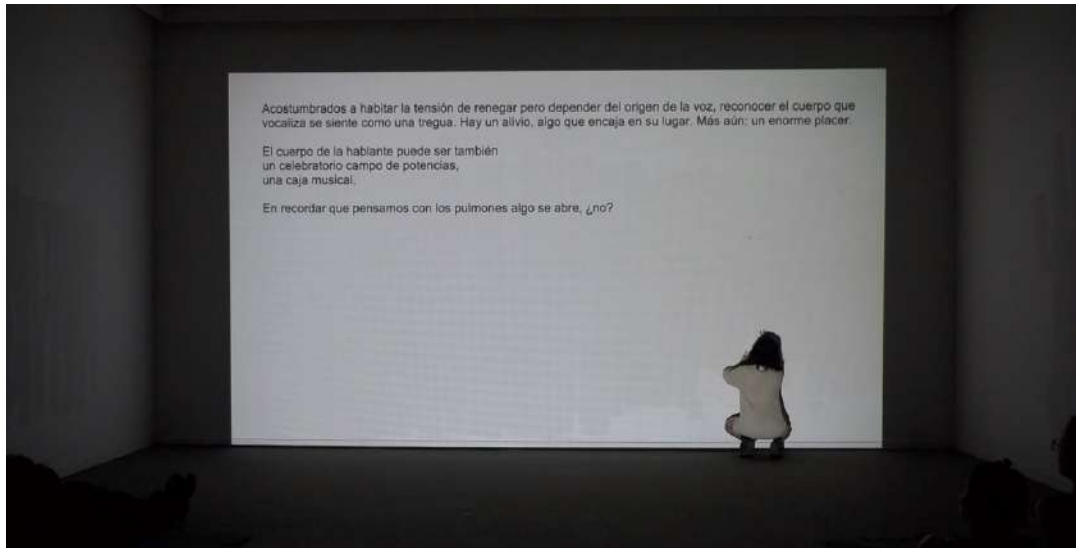 Acostumbrados a habitar la tensión de renegar pero depender del origen de la voz, reconocer el cuerpo que
vocaliza se siente como una tregua. Hay un alivio, algo que encaja en su lugar. Más aún: un enorme placer.
El cuerpo de la hablante puede ser también
un celebratorio campo de potencias,
una caja musical.
En recordar que pensamos con los pulmones algo se abre, ¿no?